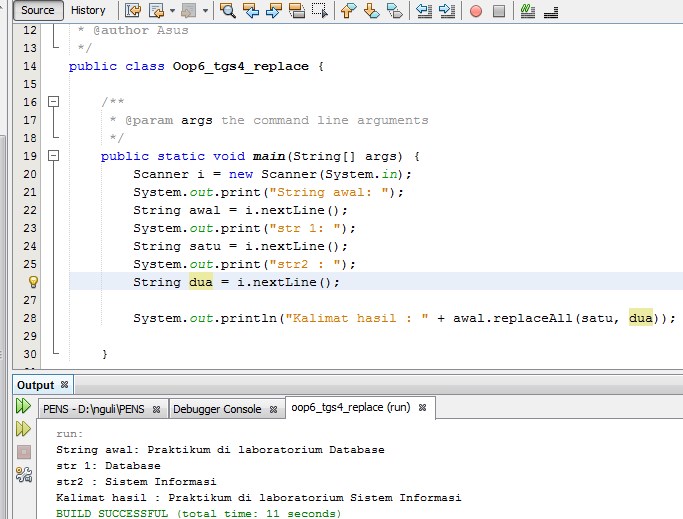 Source History
12 * @author Asus
13 */
14 public class Oop6_tgs4_replace {
15
16 /**
17 * @param args the command line arguments
18 */
19 public static void main(String[] args) {
20 Scanner i = new Scanner(System.in);
21 System.out.print("String awal: ");
22 String awal = i.nextLine();
23 System.out.print("str 1: ");
24 String satu = i.nextLine();
25 System.out.print("str2 : ");
String dua = i.nextLine();
27
28 System.out.println("Kalimat hasil : " + awal.replaceAll(satu, dua));
29
30 }
Output
PENS - D:\nguli\PENS Debugger Console oop6_tgs4_replace (run)
run:
String awal: Praktikum di laboratorium Database
str 1: Database
str2 : Sistem Informasi
Kalimat hasil : Praktikum di laboratorium Sistem Informasi
BUILD SUCCESSFUL (total time: 11 seconds)